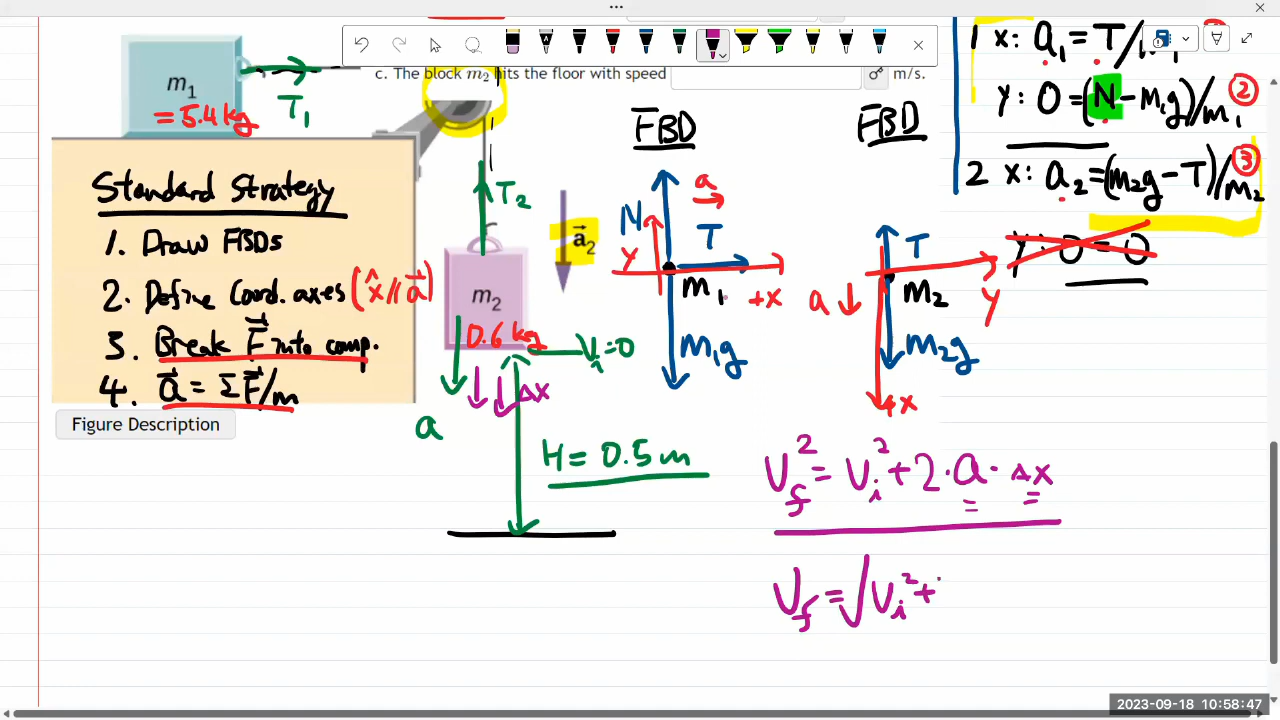 c. The block m₂ hits the floor with speed m/s.
m₁
= 5.4 kg
T₁
Standard Strategy
1. Draw FBDs
2. Define Coord. axes (x̂ // a⃗)
3. Break F⃗ into comp.
4. a⃗ = ΣF⃗/m
Figure Description
T₂
a⃗₂
m₂
0.6 kg
Vᵢ=0
Δx
a
H = 0.5 m
FBD
a
N
T
Y
m₁
+x
m₁g
FBD
T
a
m₂
Y
m₂g
+x
1 x: a₁ = T/m₁
Y: 0 = (N - m₁g)/m₁ ②
2 x: a₂ = (m₂g - T)/m₂ ③
Y: 0 = 0
V_f² = Vᵢ² + 2·a·Δx
V_f = √Vᵢ² +
2023-09-18 10:58:47